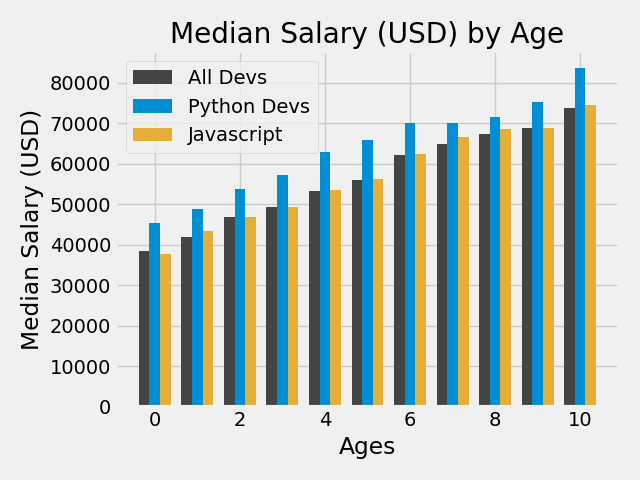 Median Salary (USD) by Age
All Devs
Python Devs
Javascript
Median Salary (USD)
80000
70000
60000
50000
40000
30000
20000
10000
0
0 2 4 6 8 10
Ages